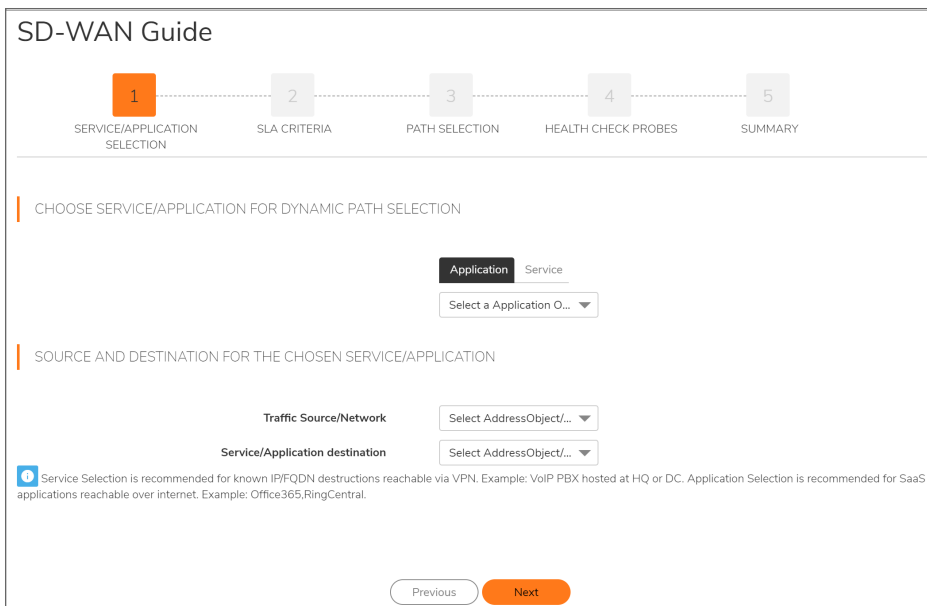 SD-WAN Guide
1
2
3
4
5
SERVICE/APPLICATION
SELECTION
SLA CRITERIA
PATH SELECTION
HEALTH CHECK PROBES
SUMMARY
CHOOSE SERVICE/APPLICATION FOR DYNAMIC PATH SELECTION
Application Service
Select a Application O...
SOURCE AND DESTINATION FOR THE CHOSEN SERVICE/APPLICATION
Traffic Source/Network Select AddressObject/...
Service/Application destination Select AddressObject/...
i Service Selection is recommended for known IP/FQDN destructions reachable via VPN. Example: VoIP PBX hosted at HQ or DC. Application Selection is recommended for SaaS
applications reachable over internet. Example: Office365,RingCentral.
Previous Next